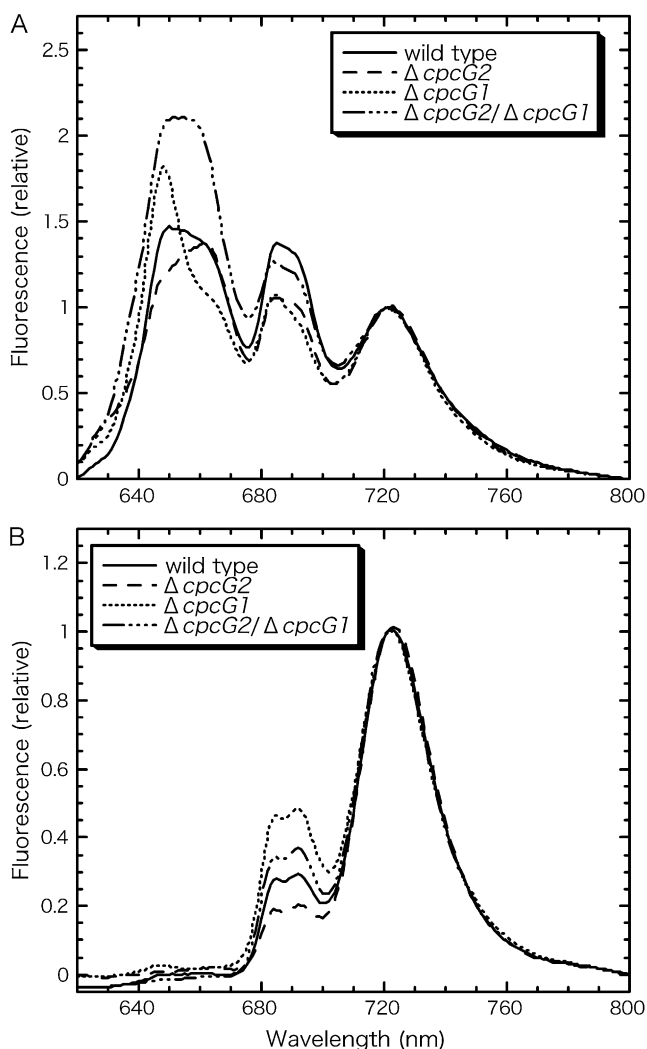 A
wild type
Δ cpcG2
Δ cpcG1
Δ cpcG2/Δ cpcG1
Fluorescence (relative)
2.5
2
1.5
1
0.5
0
640
680
720
760
800
B
wild type
Δ cpcG2
Δ cpcG1
Δ cpcG2/Δ cpcG1
Fluorescence (relative)
1.2
1
0.8
0.6
0.4
0.2
0
640
680
720
760
800
Wavelength (nm)